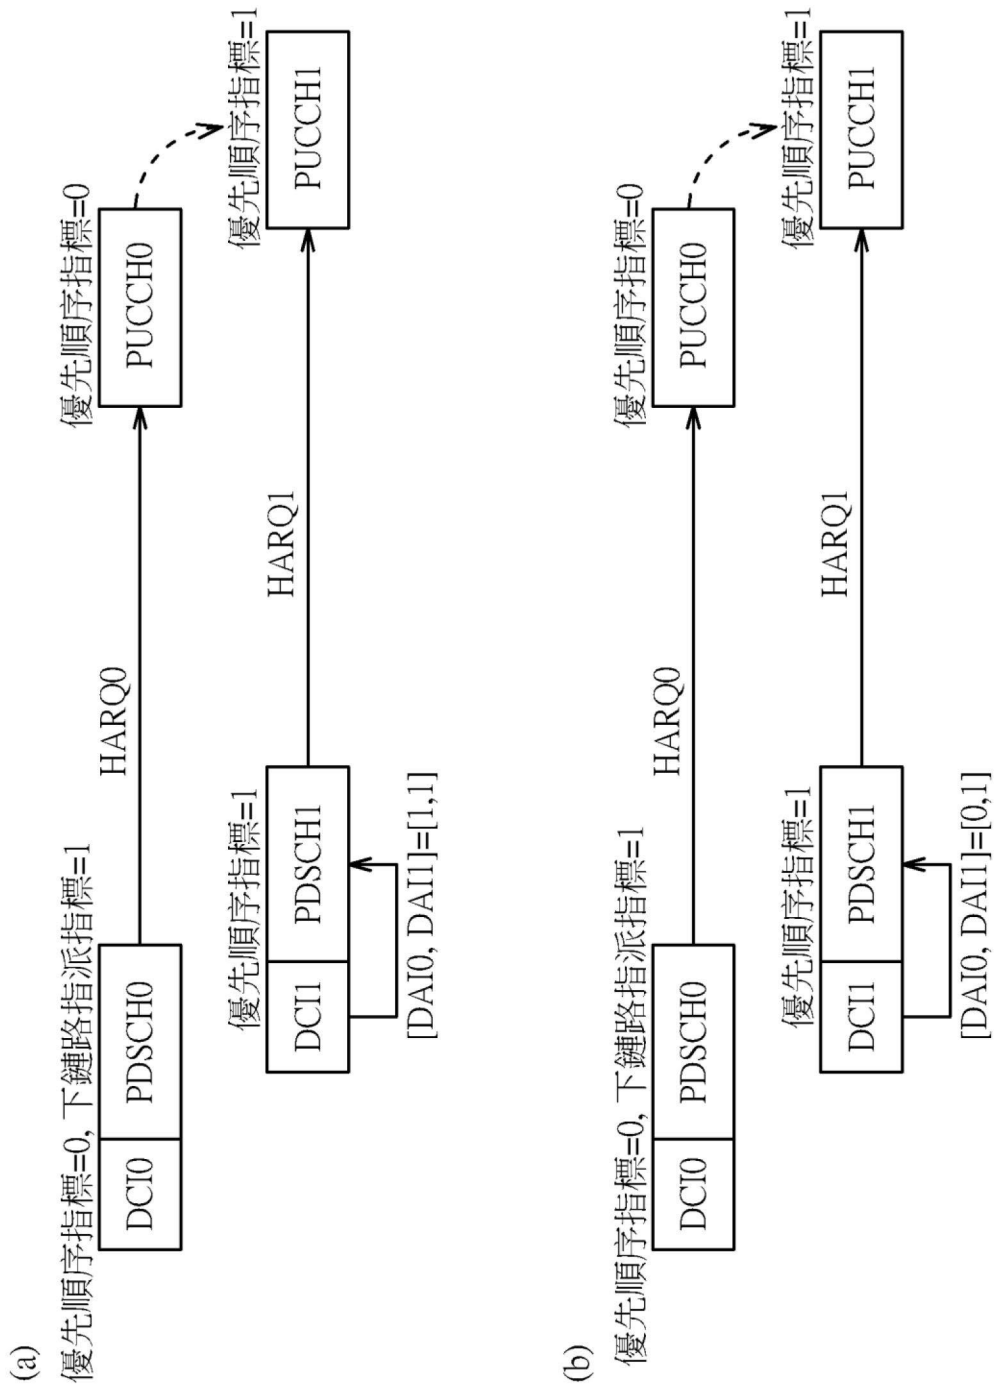 (a)
優先順序指標=0, 下鏈路指派指標=1
優先順序指標=0
DCI0 PDSCH0 HARQ0 PUCCH0
優先順序指標=1
優先順序指標=1
DCI1 PDSCH1 HARQ1 PUCCH1
[DAI0, DAI1]=[1,1]
(b)
優先順序指標=0, 下鏈路指派指標=1
優先順序指標=0
DCI0 PDSCH0 HARQ0 PUCCH0
優先順序指標=1
優先順序指標=1
DCI1 PDSCH1 HARQ1 PUCCH1
[DAI0, DAI1]=[0,1]